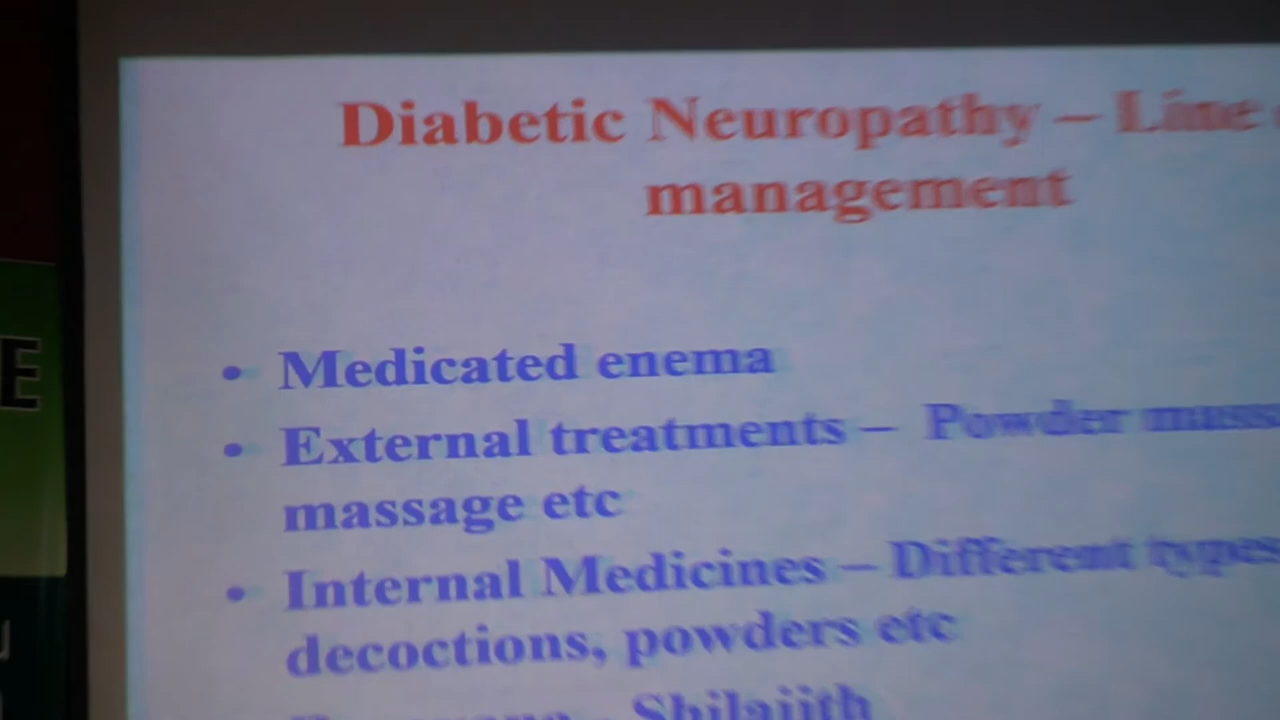 Diabetic Neuropathy – Line
management
• Medicated enema
• External treatments – Powder
massage etc
• Internal Medicines – Different types
decoctions, powders etc
– Shilajith
E